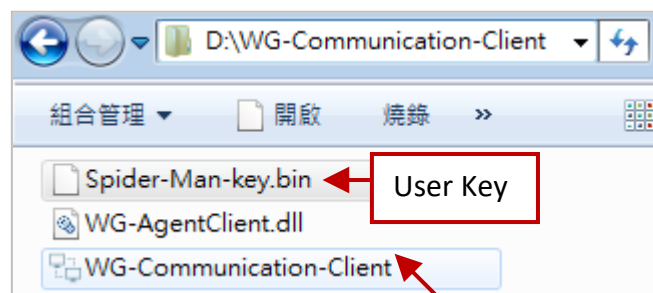 D:\WG-Communication-Client
組合管理 開啟 燒錄 »
Spider-Man-key.bin
User Key
WG-AgentClient.dll
WG-Communication-Client